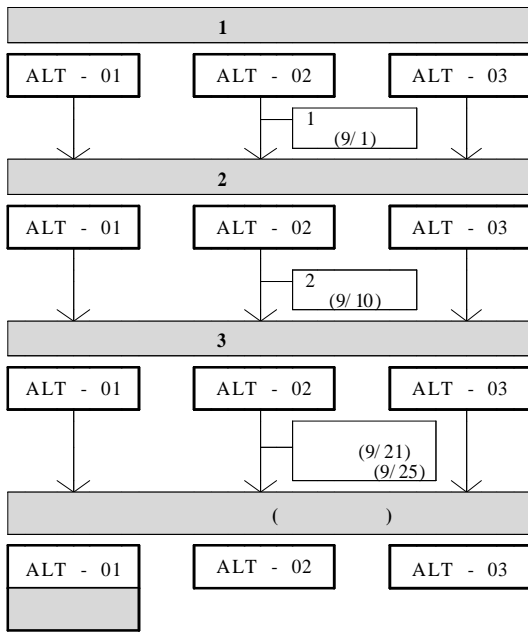 1
ALT - 01 ALT - 02 ALT - 03
1
(9/1)
2
ALT - 01 ALT - 02 ALT - 03
2
(9/10)
3
ALT - 01 ALT - 02 ALT - 03
(9/21)
(9/25)
( )
ALT - 01 ALT - 02 ALT - 03